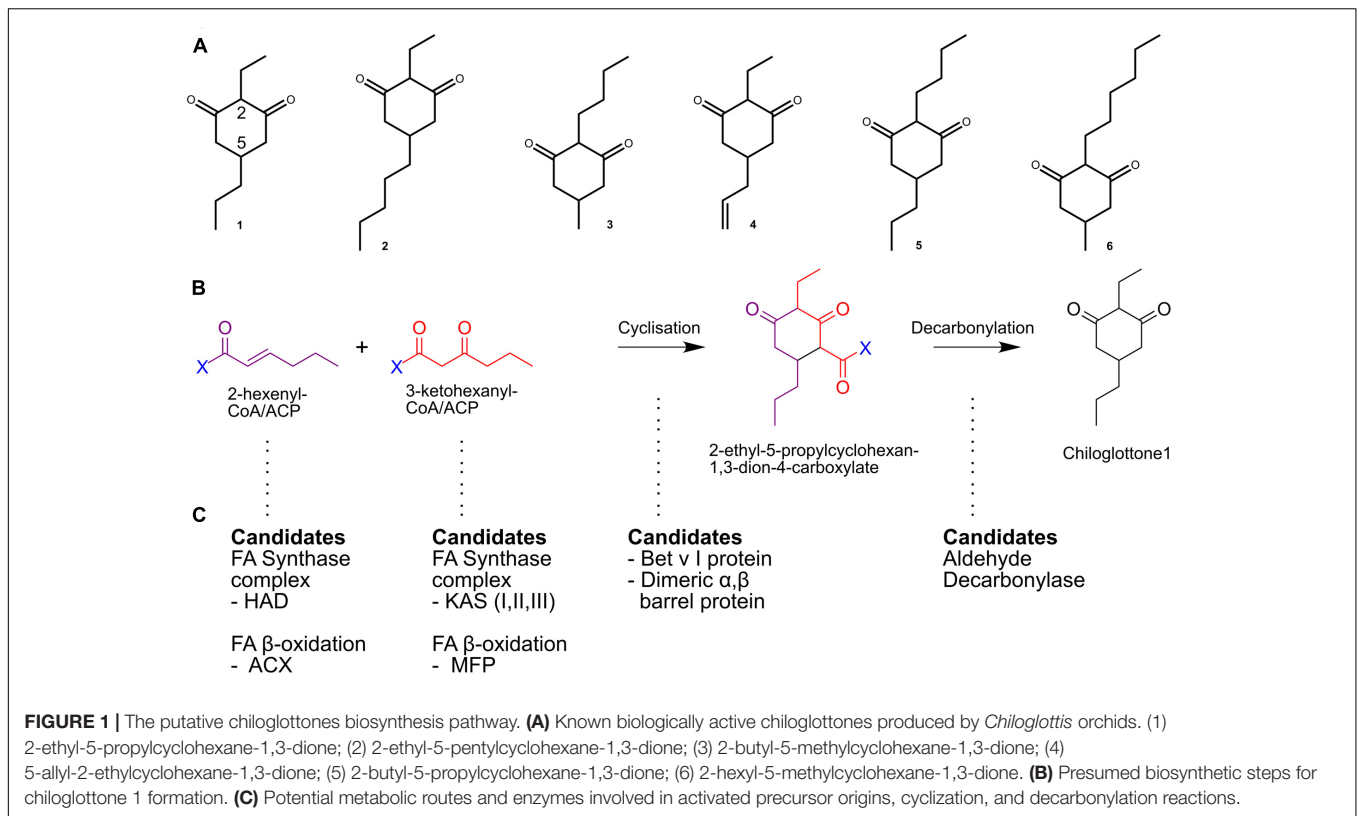 A
O
O
2
5
1
O
O
2
O
O
3
O
O
4
O
O
5
O
O
6
B
O
X
2-hexenyl-
CoA/ACP
+
O
O
X
3-ketohexanyl-
CoA/ACP
Cyclisation
O
O
X
O
2-ethyl-5-propylcyclohexan-
1,3-dion-4-carboxylate
Decarbonylation
O
O
Chiloglottone1
C
Candidates
FA Synthase
complex
- HAD
FA β-oxidation
- ACX
Candidates
FA Synthase
complex
- KAS (I,II,III)
FA β-oxidation
- MFP
Candidates
- Bet v I protein
- Dimeric α,β
barrel protein
Candidates
Aldehyde
Decarbonylase
FIGURE 1 | The putative chiloglottones biosynthesis pathway. (A) Known biologically active chiloglottones produced by Chiloglottis orchids. (1)
2-ethyl-5-propylcyclohexane-1,3-dione; (2) 2-ethyl-5-pentylcyclohexane-1,3-dione; (3) 2-butyl-5-methylcyclohexane-1,3-dione; (4)
5-allyl-2-ethylcyclohexane-1,3-dione; (5) 2-butyl-5-propylcyclohexane-1,3-dione; (6) 2-hexyl-5-methylcyclohexane-1,3-dione. (B) Presumed biosynthetic steps for
chiloglottone 1 formation. (C) Potential metabolic routes and enzymes involved in activated precursor origins, cyclization, and decarbonylation reactions.